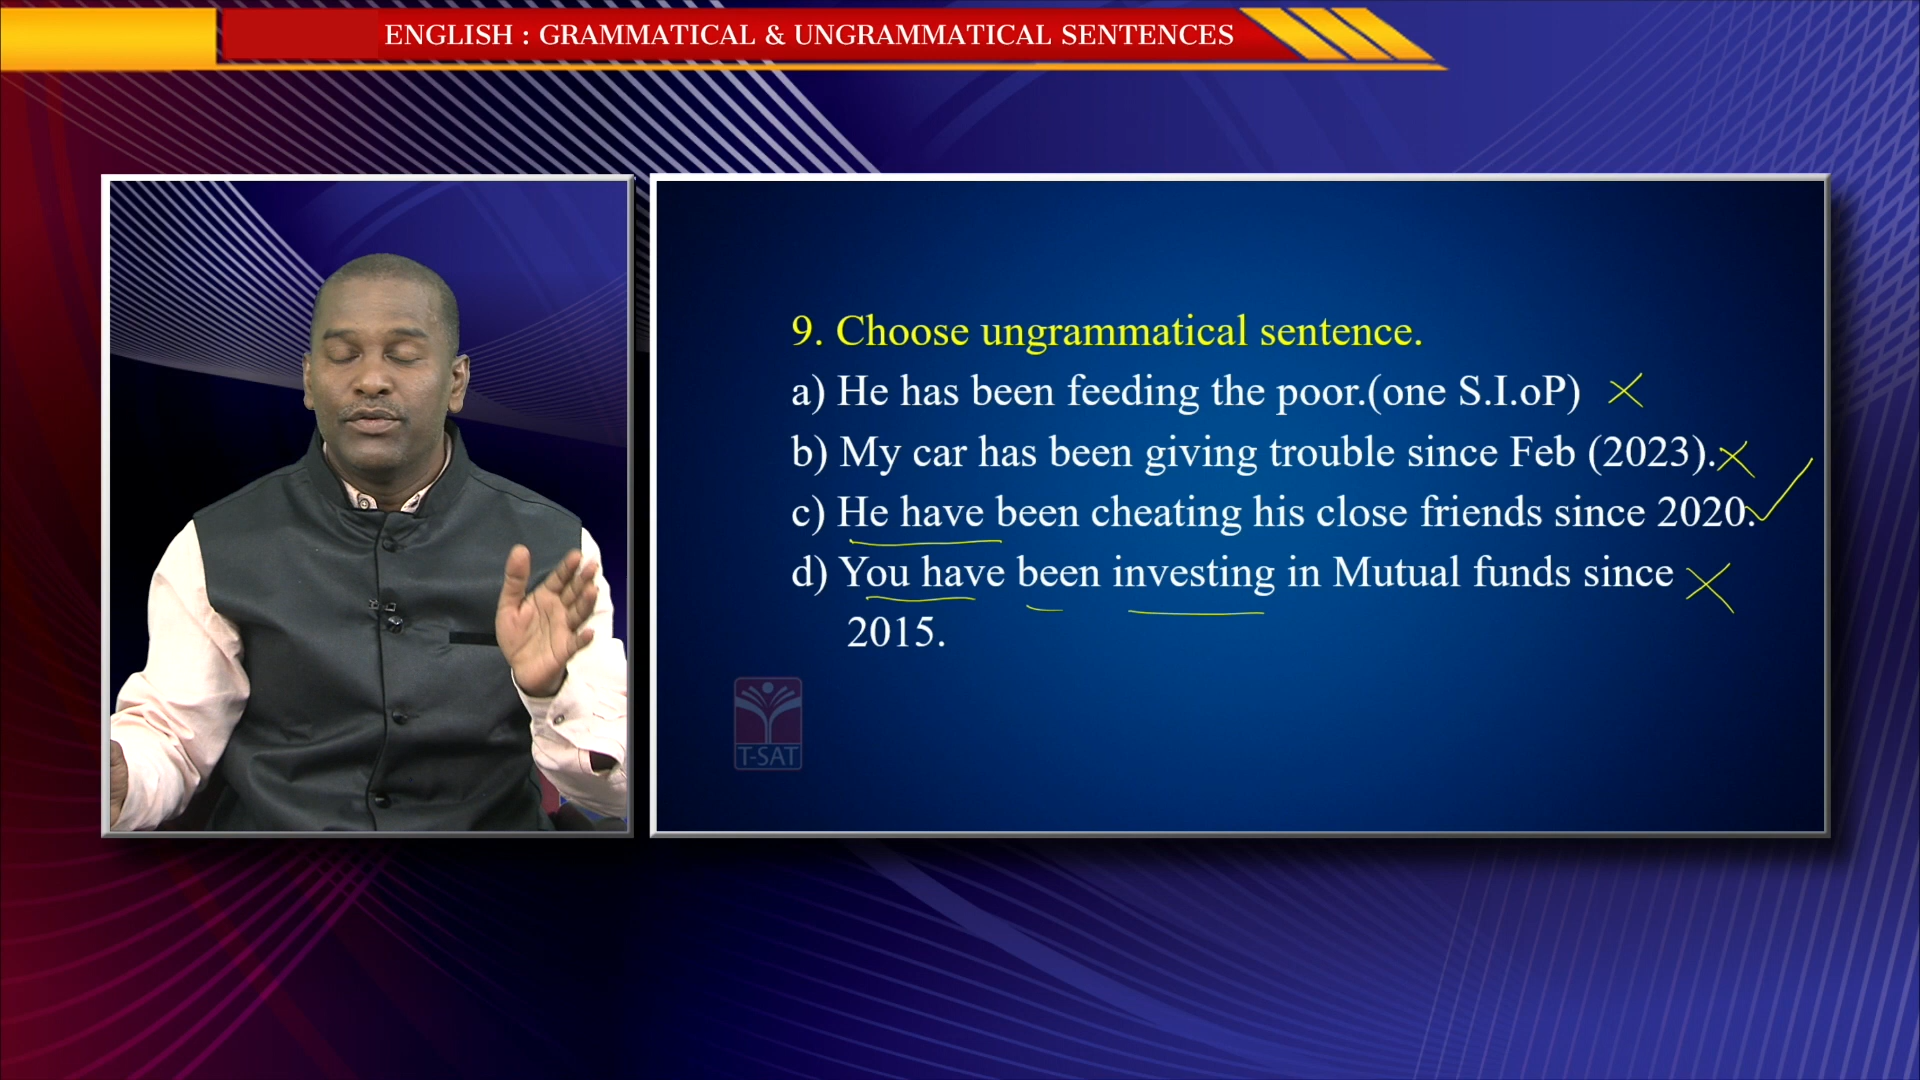 ENGLISH : GRAMMATICAL & UNGRAMMATICAL SENTENCES
9. Choose ungrammatical sentence.
a) He has been feeding the poor.(one S.I.oP)
b) My car has been giving trouble since Feb (2023).
c) He have been cheating his close friends since 2020.
d) You have been investing in Mutual funds since
2015.
T-SAT